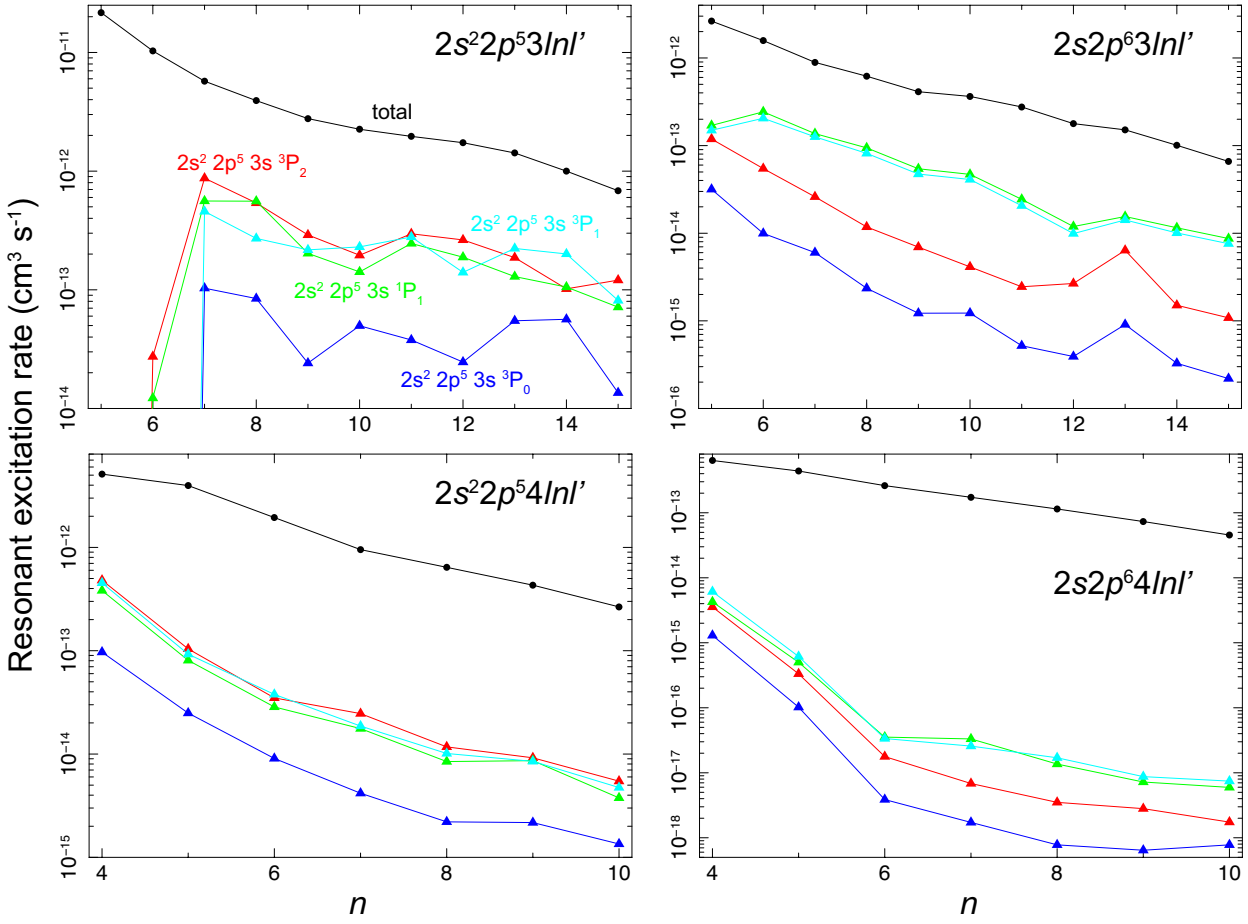 Resonant excitation rate (cm³ s⁻¹)
2s²2p⁵3lnl’
total
2s² 2p⁵ 3s ³P₂
2s² 2p⁵ 3s ³P₁
2s² 2p⁵ 3s ¹P₁
2s² 2p⁵ 3s ³P₀
10⁻¹¹
10⁻¹²
10⁻¹³
10⁻¹⁴
6 8 10 12 14
2s2p⁶3lnl’
10⁻¹²
10⁻¹³
10⁻¹⁴
10⁻¹⁵
10⁻¹⁶
6 8 10 12 14
2s²2p⁵4lnl’
10⁻¹²
10⁻¹³
10⁻¹⁴
10⁻¹⁵
4 6 8 10
n
2s2p⁶4lnl’
10⁻¹³
10⁻¹⁴
10⁻¹⁵
10⁻¹⁶
10⁻¹⁷
10⁻¹⁸
4 6 8 10
n